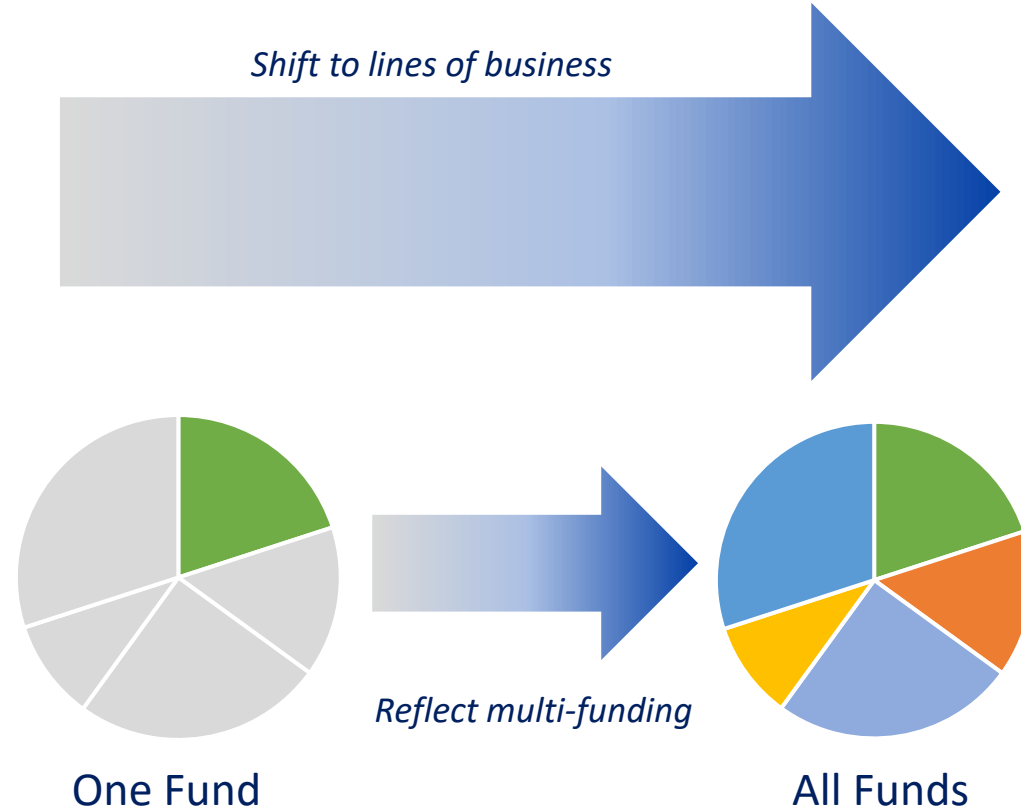 Shift to lines of business
Reflect multi-funding
One Fund
All Funds